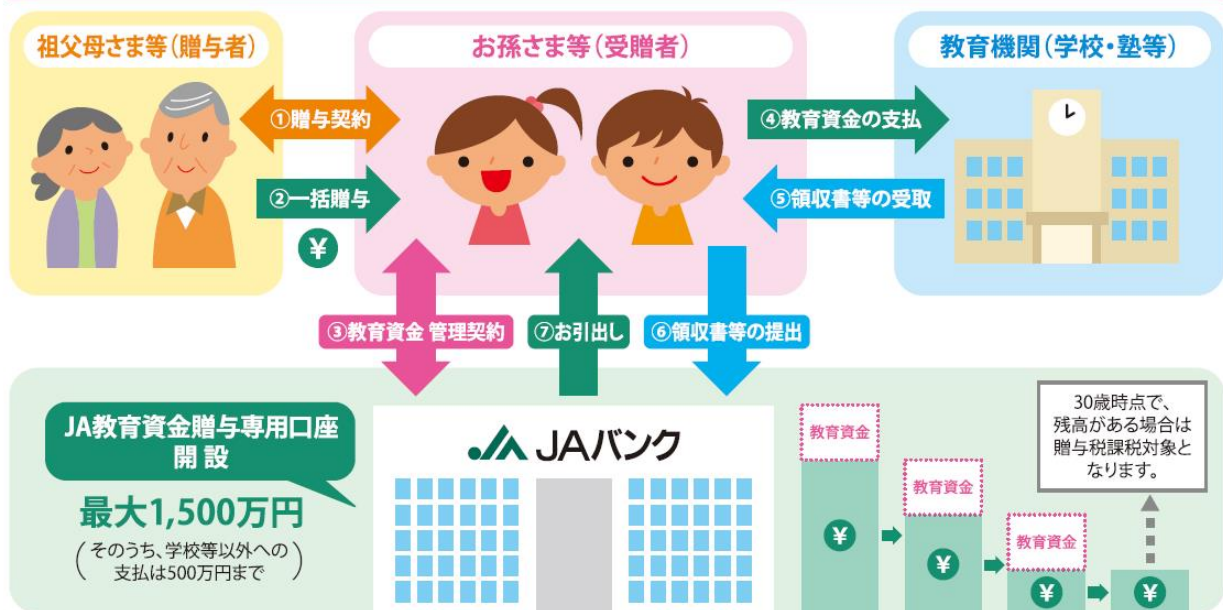 祖父母さま等(贈与者)
お孫さま等(受贈者)
教育機関(学校・塾等)
①贈与契約
②一括贈与
¥
④教育資金の支払
⑤領収書等の受取
③教育資金 管理契約
⑦お引出し
⑥領収書等の提出
JA教育資金贈与専用口座
開設
最大1,500万円
(そのうち、学校等以外への
支払は500万円まで)
JAバンク
教育資金
¥
教育資金
¥
教育資金
¥
¥
30歳時点で、
残高がある場合は
贈与税課税対象と
なります。